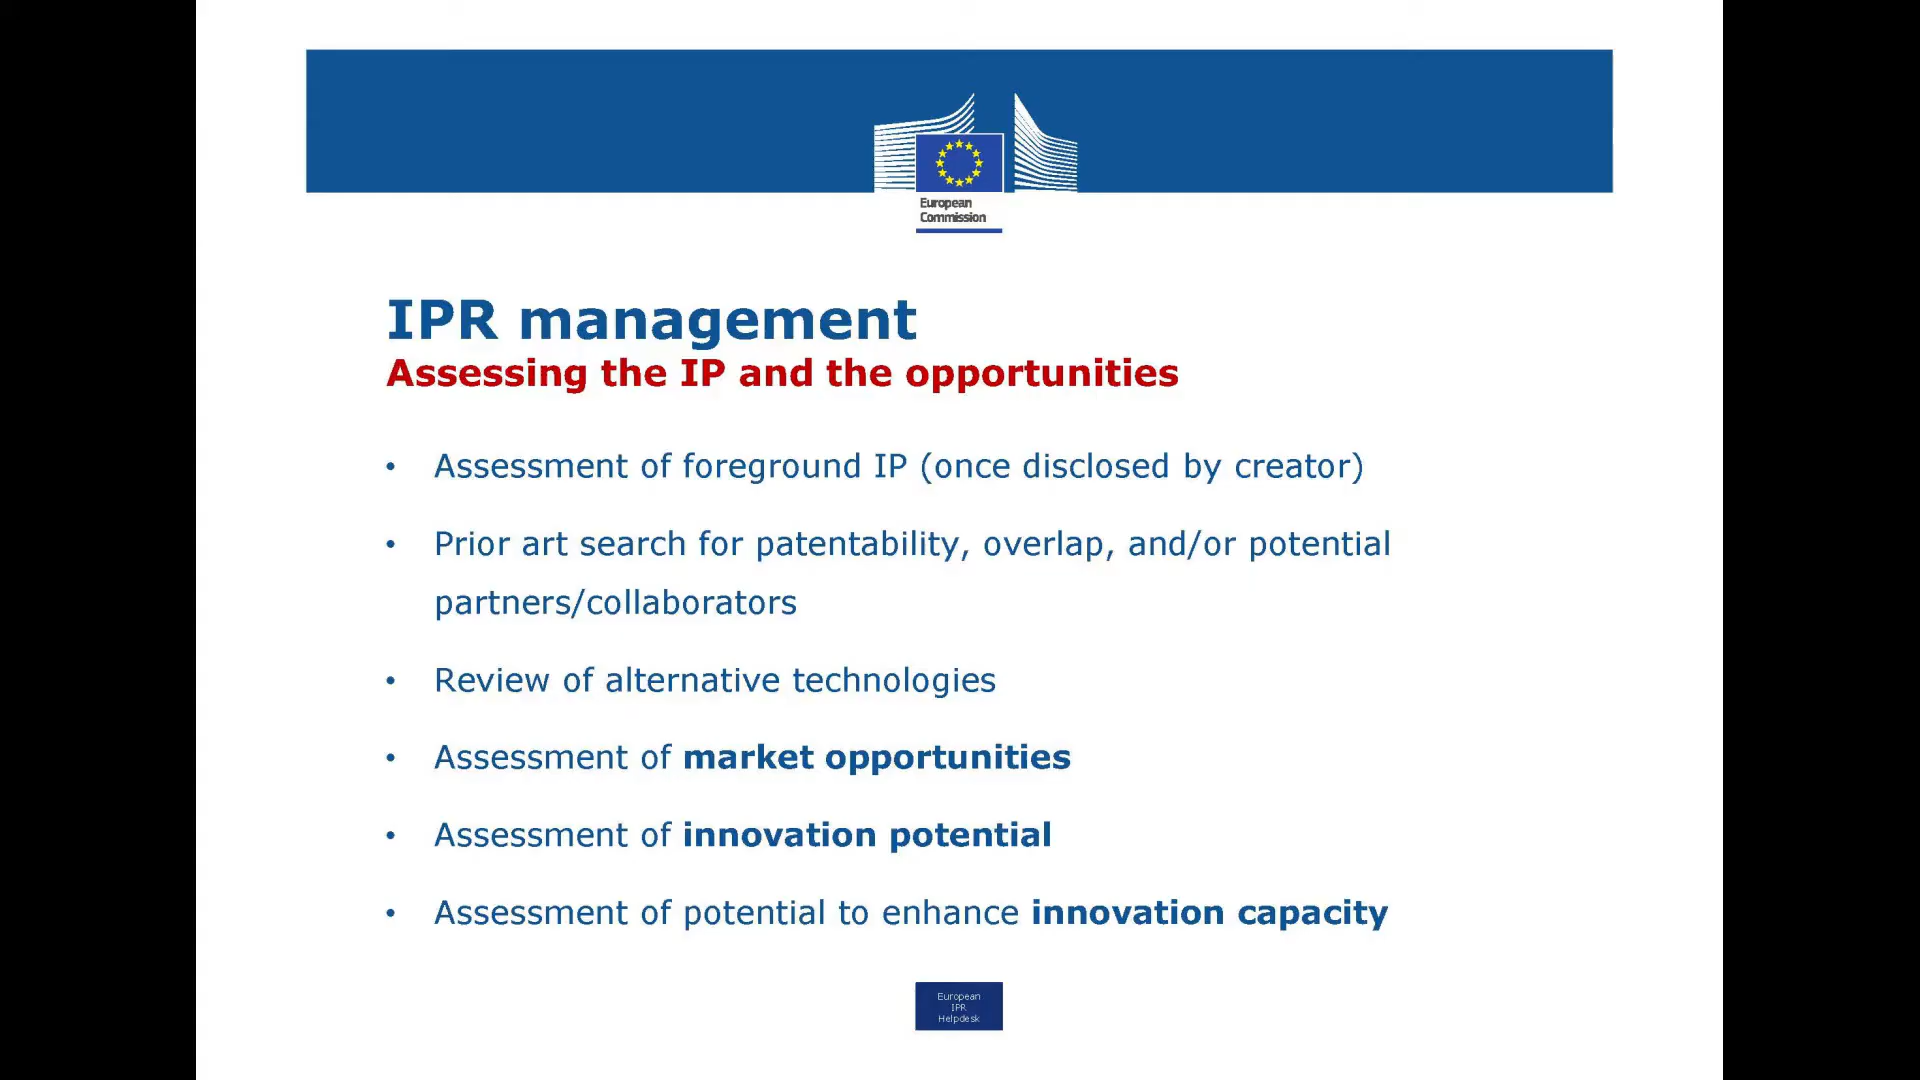 European
Commission
IPR management
Assessing the IP and the opportunities
• Assessment of foreground IP (once disclosed by creator)
• Prior art search for patentability, overlap, and/or potential
partners/collaborators
• Review of alternative technologies
• Assessment of market opportunities
• Assessment of innovation potential
• Assessment of potential to enhance innovation capacity
European
IPR
Helpdesk